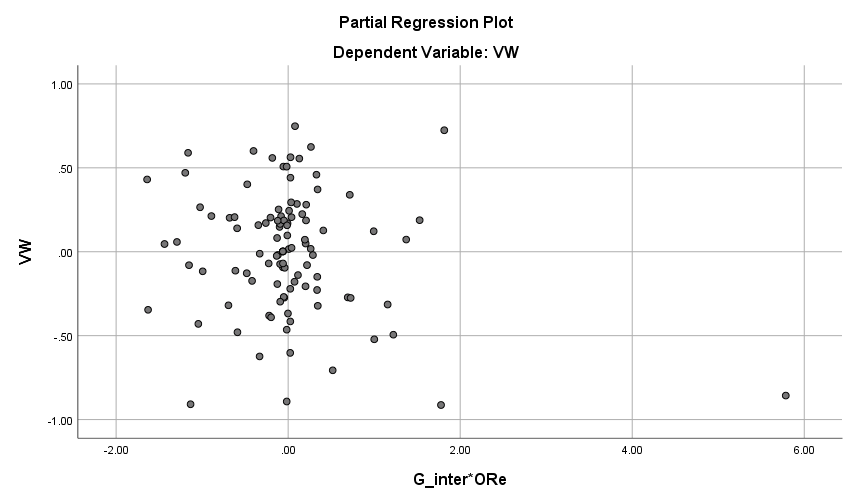 Partial Regression Plot
Dependent Variable: VW
1.00
.50
.00
-.50
-1.00
VW
-2.00 .00 2.00 4.00 6.00
G_inter*ORe